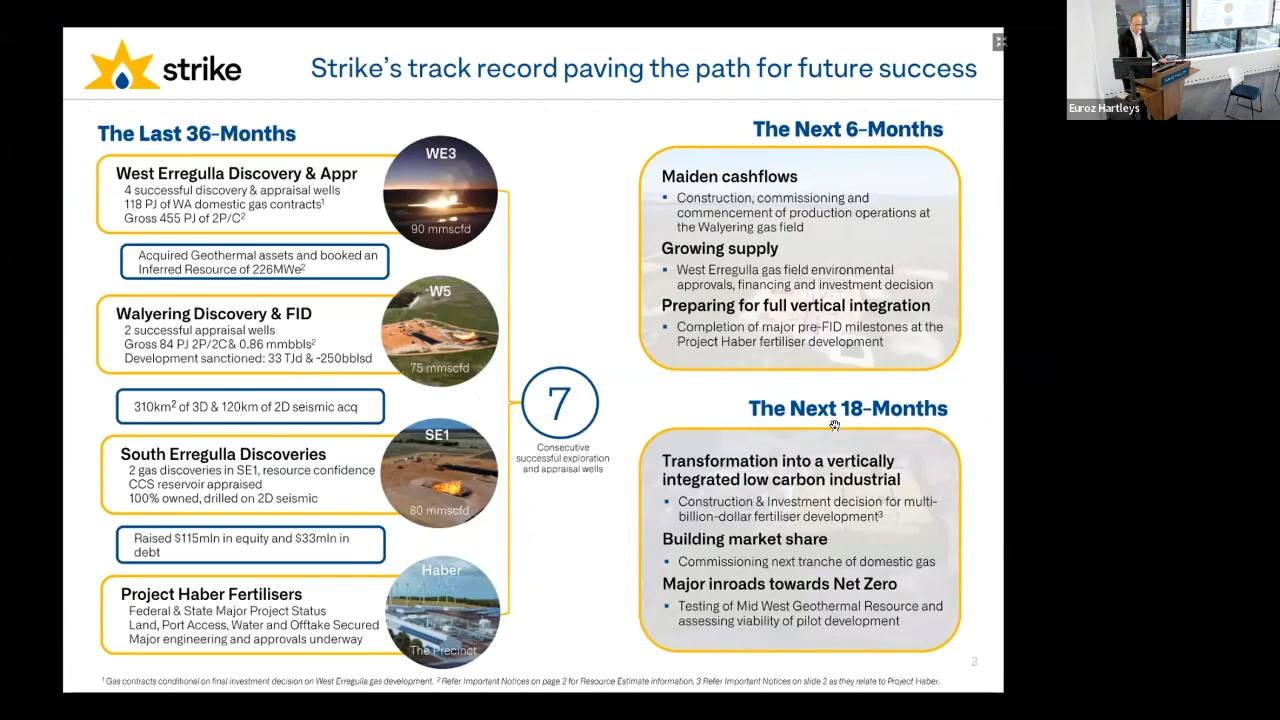 strike
Strike's track record paving the path for future success
The Last 36-Months
West Erregulla Discovery & Appr
4 successful discovery & appraisal wells
118 PJ of WA domestic gas contracts¹
Gross 455 PJ of 2P/C²
WE3
90 mmscfd
Acquired Geothermal assets and booked an
Inferred Resource of 226MWe²
Walyering Discovery & FID
2 successful appraisal wells
Gross 84 PJ 2P/2C& 0.86 mmbbls²
Development sanctioned: 33 TJd & ~250bblsd
W5
75 mmscfd
310km² of 3D & 120km of 2D seismic acq
South Erregulla Discoveries
2 gas discoveries in SE1, resource confidence
CCS reservoir appraised
100% owned, drilled on 2D seismic
SE1
80 mmscfd
Raised $115mln in equity and $33mln in
debt
Project Haber Fertilisers
Federal & State Major Project Status
Land, Port Access, Water and Offtake Secured
Major engineering and approvals underway
Haber
The Precinct
7
Consecutive
successful exploration
and appraisal wells
The Next 6-Months
Maiden cashflows
▪ Construction, commissioning and
commencement of production operations at
the Walyering gas field
Growing supply
▪ West Erregulla gas field environmental
approvals, financing and investment decision
Preparing for full vertical integration
▪ Completion of major pre-FID milestones at the
Project Haber fertiliser development
The Next 18-Months
Transformation into a vertically
integrated low carbon industrial
▪ Construction & Investment decision for multi-
billion-dollar fertiliser development³
Building market share
▪ Commissioning next tranche of domestic gas
Major inroads towards Net Zero
▪ Testing of Mid West Geothermal Resource and
assessing viability of pilot development
¹ Gas contracts conditional on final investment decision on West Erregulla gas development. ² Refer Important Notices on page 2 for Resource Estimate information. 3 Refer Important Notices on slide 2 as they relate to Project Haber.
Euroz Hartleys